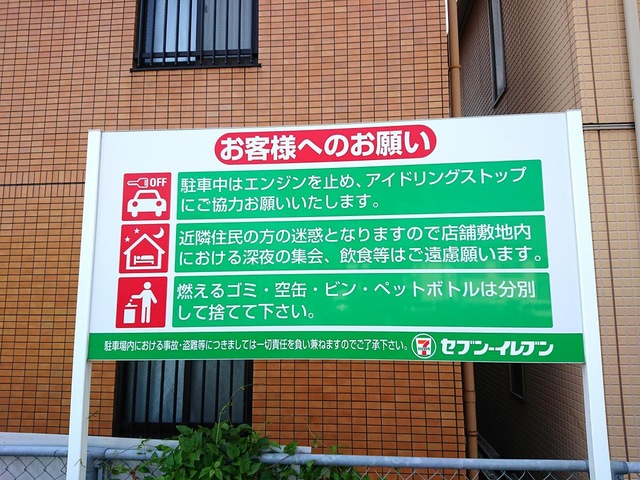 お客様へのお願い
OFF
駐車中はエンジンを止め、アイドリングストップ
にご協力お願いいたします。
近隣住民の方の迷惑となりますので店舗敷地内
における深夜の集会、飲食等はご遠慮願います。
燃えるゴミ・空缶・ビン・ペットボトルは分別
して捨てて下さい。
駐車場内における事故・盗難等につきましては一切責任を負い兼ねますのでご了承下さい。
7 ELEVEN
セブン-イレブン